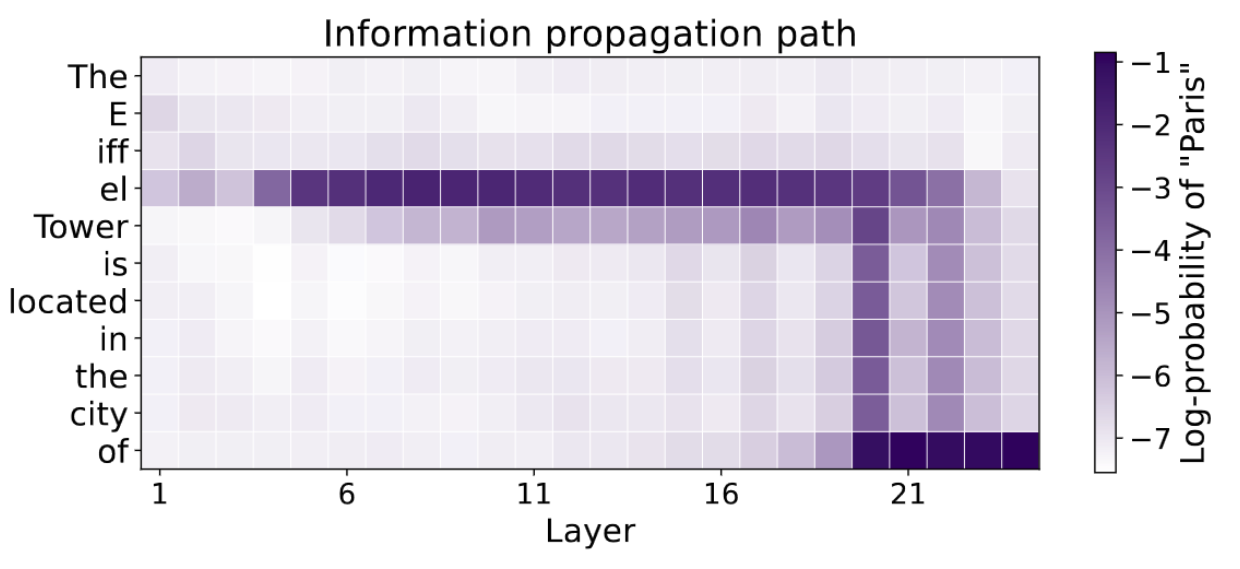 Information propagation path
The
E
iff
el
Tower
is
located
in
the
city
of
1 6 11 16 21
Layer
−1
−2
−3
−4
−5
−6
−7
Log-probability of "Paris"